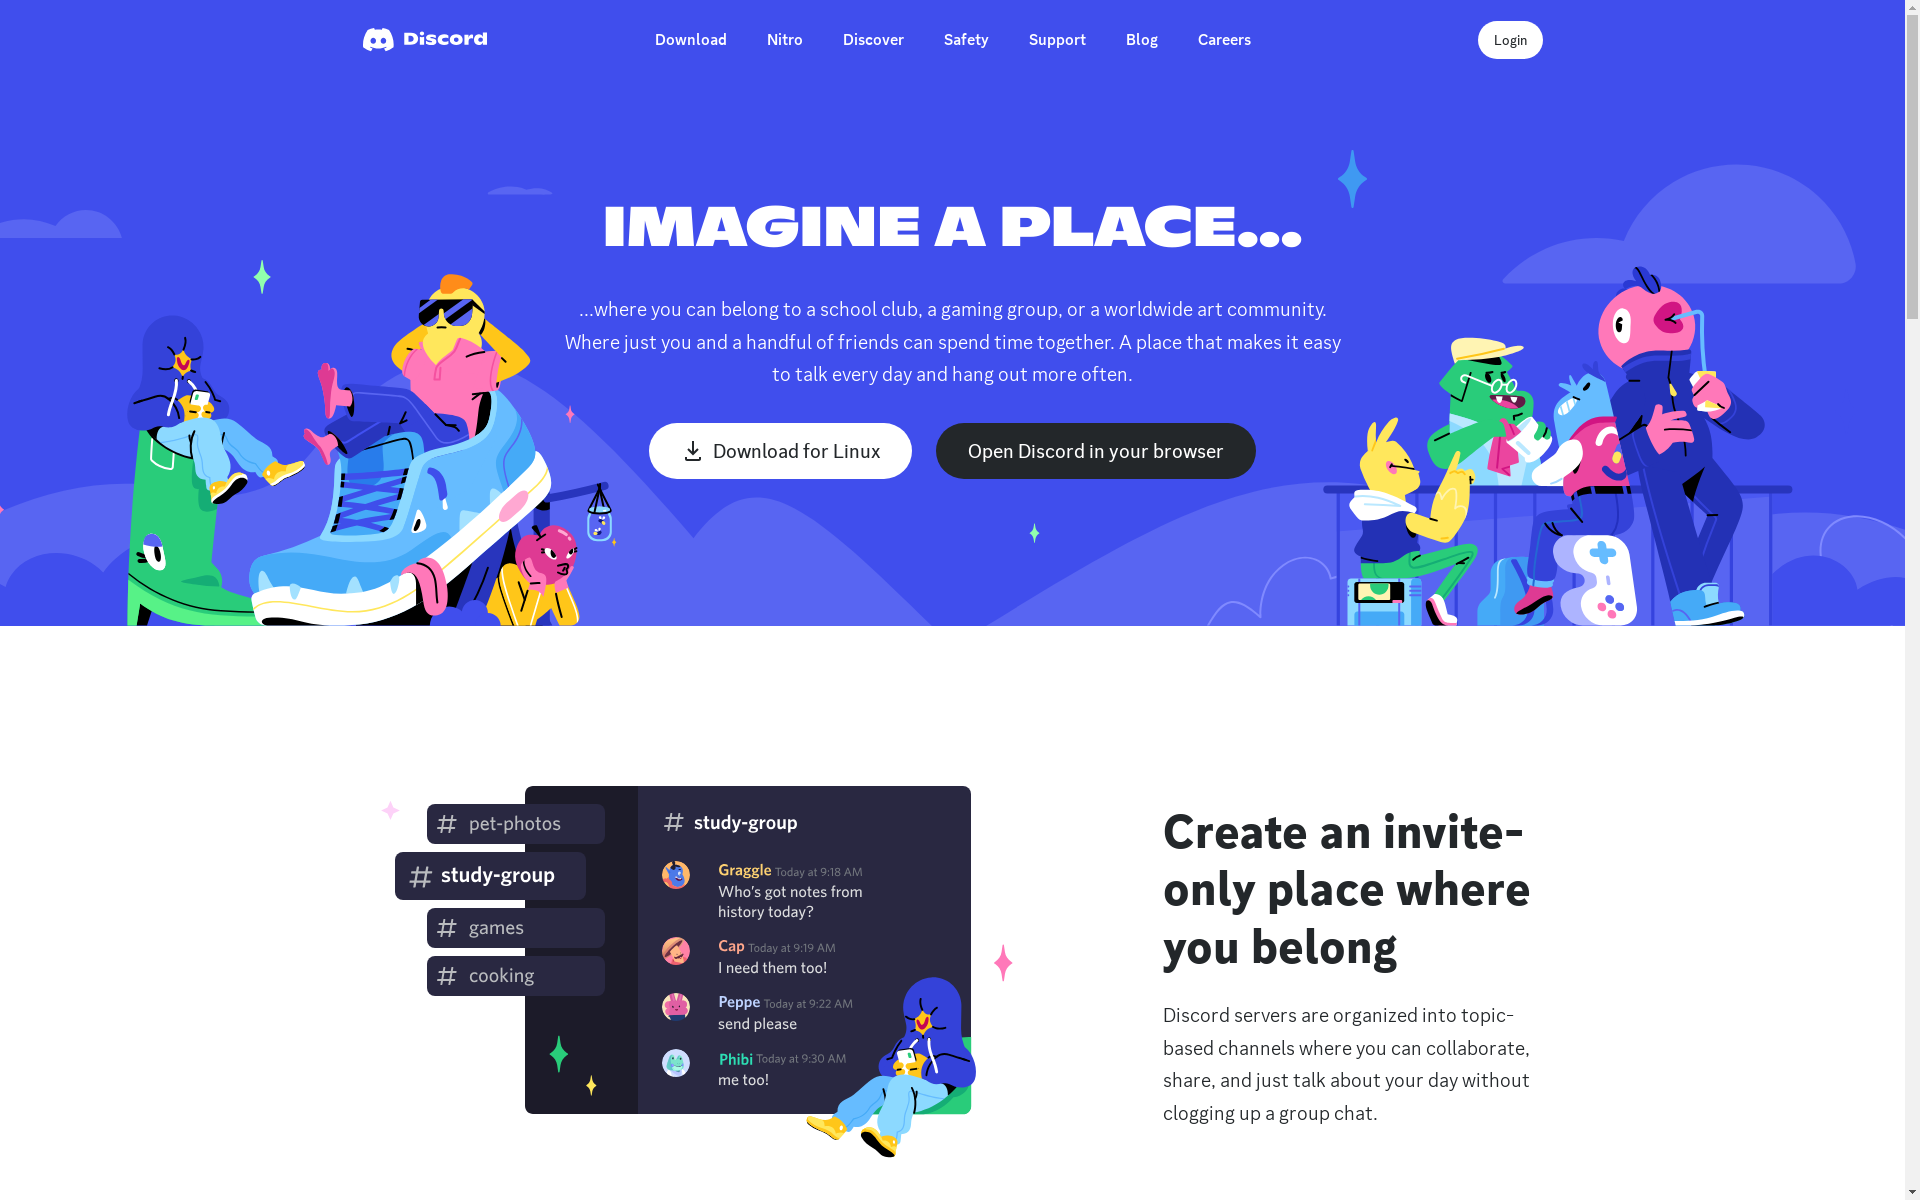 Discord
Download
Nitro
Discover
Safety
Support
Blog
Careers
Login
IMAGINE A PLACE...
...where you can belong to a school club, a gaming group, or a worldwide art community.
Where just you and a handful of friends can spend time together. A place that makes it easy
to talk every day and hang out more often.
Download for Linux
Open Discord in your browser
# pet-photos
# study-group
# games
# cooking
# study-group
Graggle Today at 9:18 AM
Who's got notes from
history today?
Cap Today at 9:19 AM
I need them too!
Peppe Today at 9:22 AM
send please
Phibi Today at 9:30 AM
me too!
Create an invite-
only place where
you belong
Discord servers are organized into topic-
based channels where you can collaborate,
share, and just talk about your day without
clogging up a group chat.